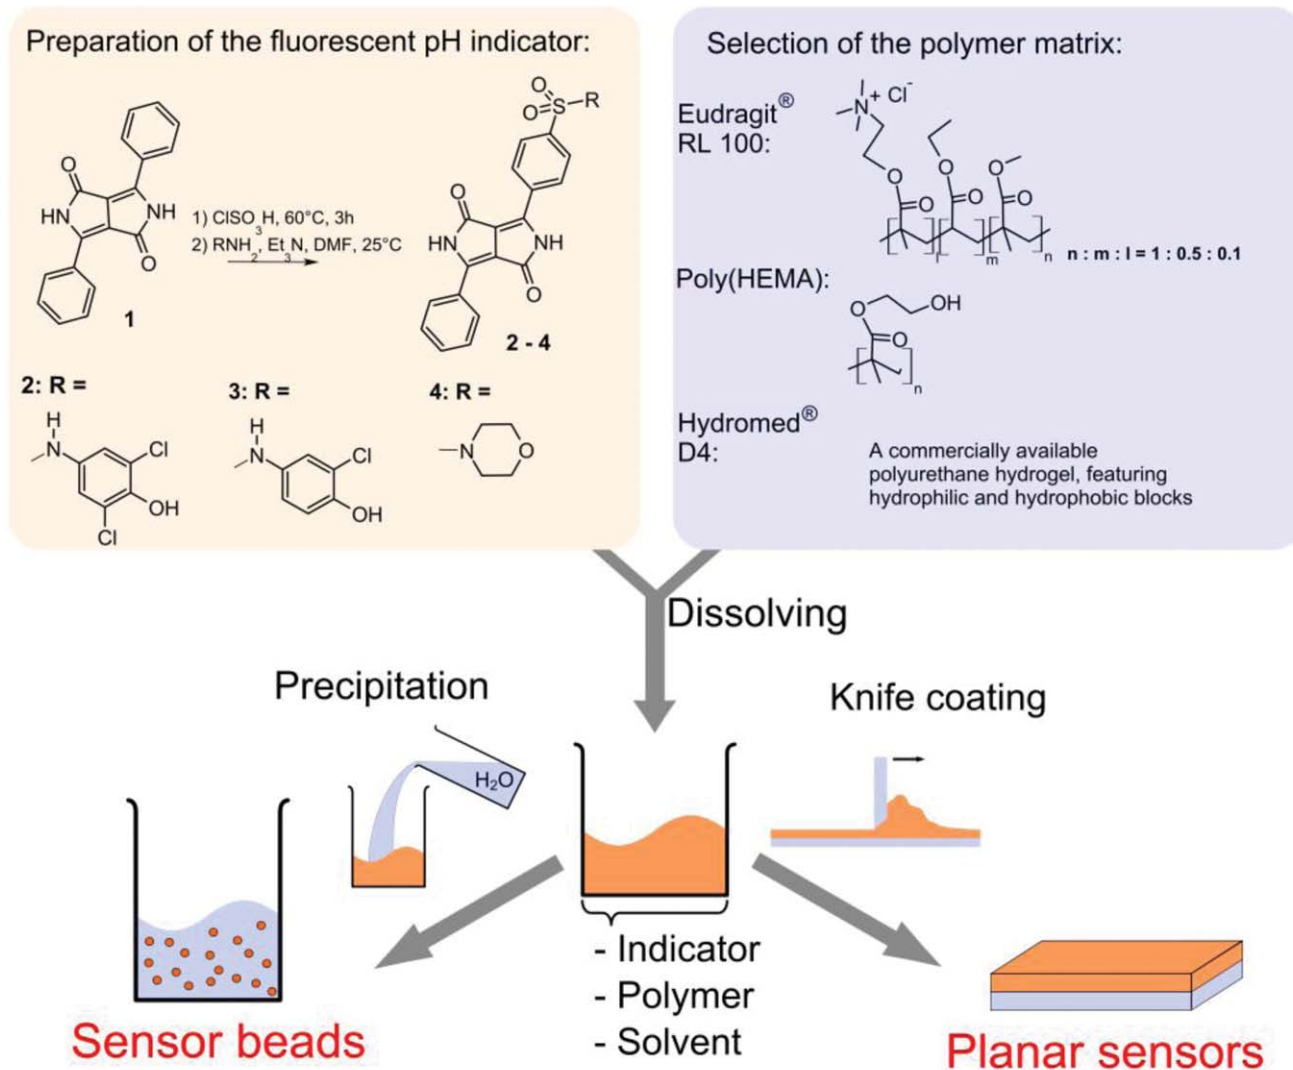 Preparation of the fluorescent pH indicator:
O
HN
NH
O
1
1) ClSO3H, 60°C, 3h
2) RNH2, Et3N, DMF, 25°C
O
O=S–R
O
HN
NH
O
2 - 4
2: R =
H
N
Cl
OH
Cl
3: R =
H
N
Cl
OH
4: R =
N
O
Selection of the polymer matrix:
Eudragit®
RL 100:
N+ Cl-
O
O
O
O
O
O
l
m
n
n : m : l = 1 : 0.5 : 0.1
Poly(HEMA):
O
OH
O
n
Hydromed®
D4:
A commercially available
polyurethane hydrogel, featuring
hydrophilic and hydrophobic blocks
Dissolving
Precipitation
H2O
Knife coating
- Indicator
- Polymer
- Solvent
Sensor beads
Planar sensors